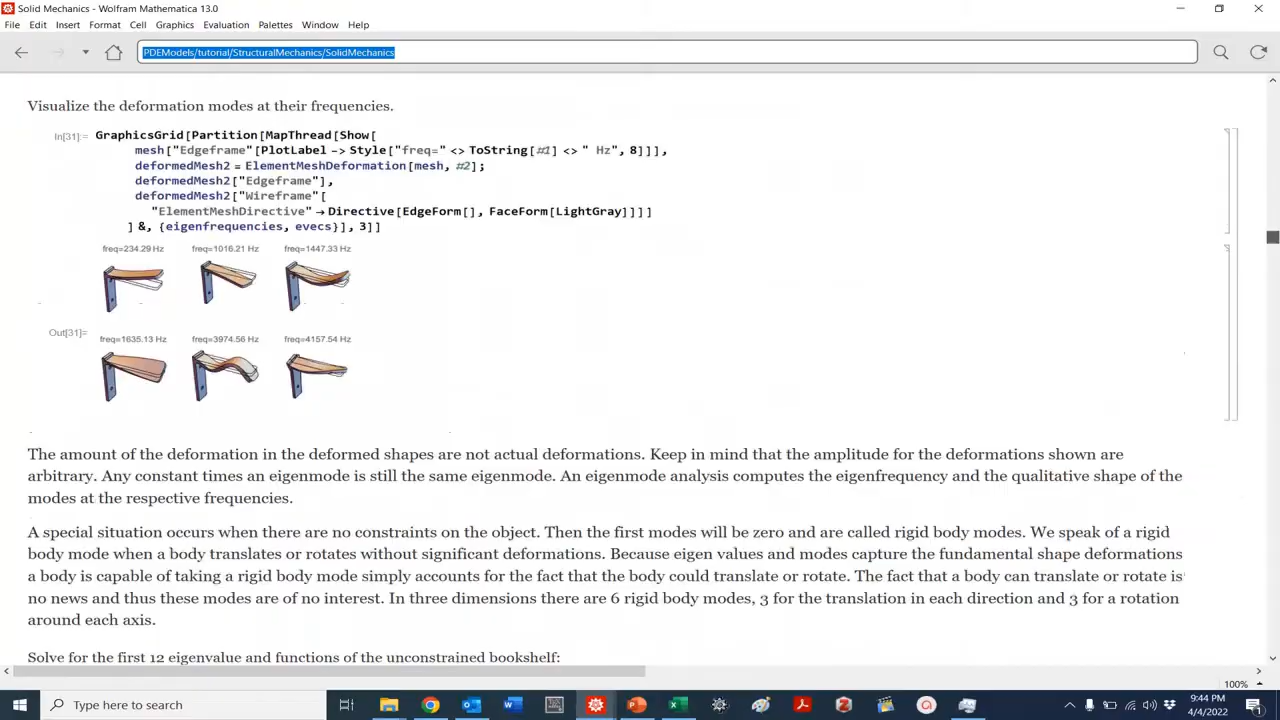 Solid Mechanics - Wolfram Mathematica 13.0
File Edit Insert Format Cell Graphics Evaluation Palettes Window Help
PDEModels/tutorial/StructuralMechanics/SolidMechanics
Visualize the deformation modes at their frequencies.
In[31]:= GraphicsGrid[Partition[MapThread[Show[
mesh["Edgeframe"[PlotLabel -> Style["freq=" <> ToString[#1] <> " Hz", 8]]],
deformedMesh2 = ElementMeshDeformation[mesh, #2];
deformedMesh2["Edgeframe"],
deformedMesh2["Wireframe"[
"ElementMeshDirective" → Directive[EdgeForm[], FaceForm[LightGray]]]]
] &, {eigenfrequencies, evecs}], 3]]
freq=234.29 Hz freq=1016.21 Hz freq=1447.33 Hz
Out[31]=
freq=1635.13 Hz freq=3974.56 Hz freq=4157.54 Hz
The amount of the deformation in the deformed shapes are not actual deformations. Keep in mind that the amplitude for the deformations shown are
arbitrary. Any constant times an eigenmode is still the same eigenmode. An eigenmode analysis computes the eigenfrequency and the qualitative shape of the
modes at the respective frequencies.
A special situation occurs when there are no constraints on the object. Then the first modes will be zero and are called rigid body modes. We speak of a rigid
body mode when a body translates or rotates without significant deformations. Because eigen values and modes capture the fundamental shape deformations
a body is capable of taking a rigid body mode simply accounts for the fact that the body could translate or rotate. The fact that a body can translate or rotate is
no news and thus these modes are of no interest. In three dimensions there are 6 rigid body modes, 3 for the translation in each direction and 3 for a rotation
around each axis.
Solve for the first 12 eigenvalue and functions of the unconstrained bookshelf:
100%
Type here to search
9:44 PM
4/4/2022